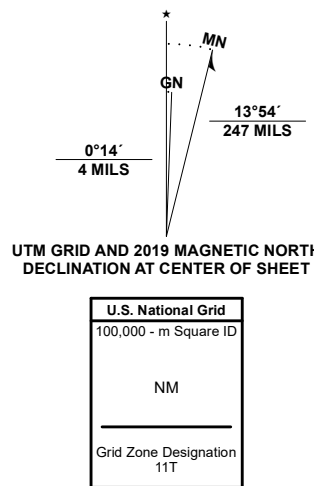 ★
MN
GN
13°54´
247 MILS
0°14´
4 MILS
UTM GRID AND 2019 MAGNETIC NORTH
DECLINATION AT CENTER OF SHEET
U.S. National Grid
100,000 - m Square ID
NM
Grid Zone Designation
11T